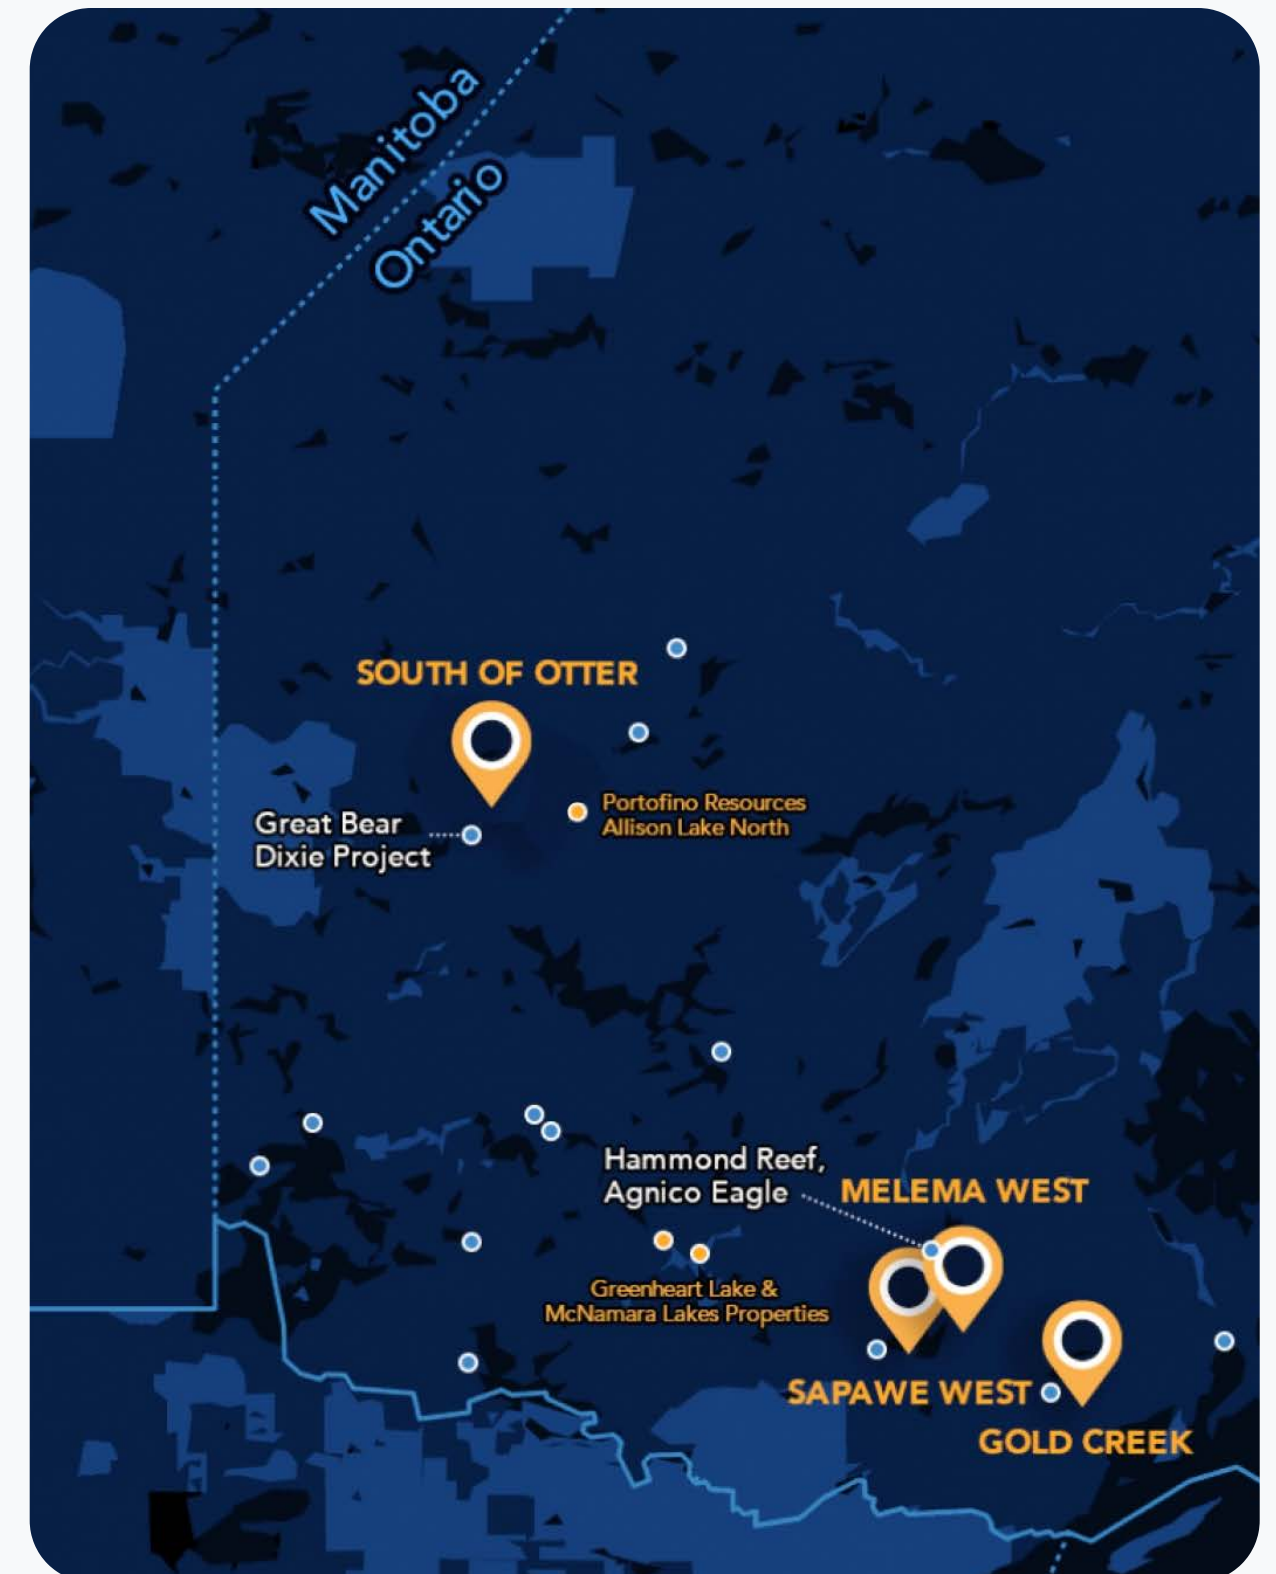 Manitoba
Ontario
SOUTH OF OTTER
Portofino Resources
Allison Lake North
Great Bear
Dixie Project
Hammond Reef,
Agnico Eagle
MELEMA WEST
Greenheart Lake &
McNamara Lakes Properties
SAPAWE WEST
GOLD CREEK